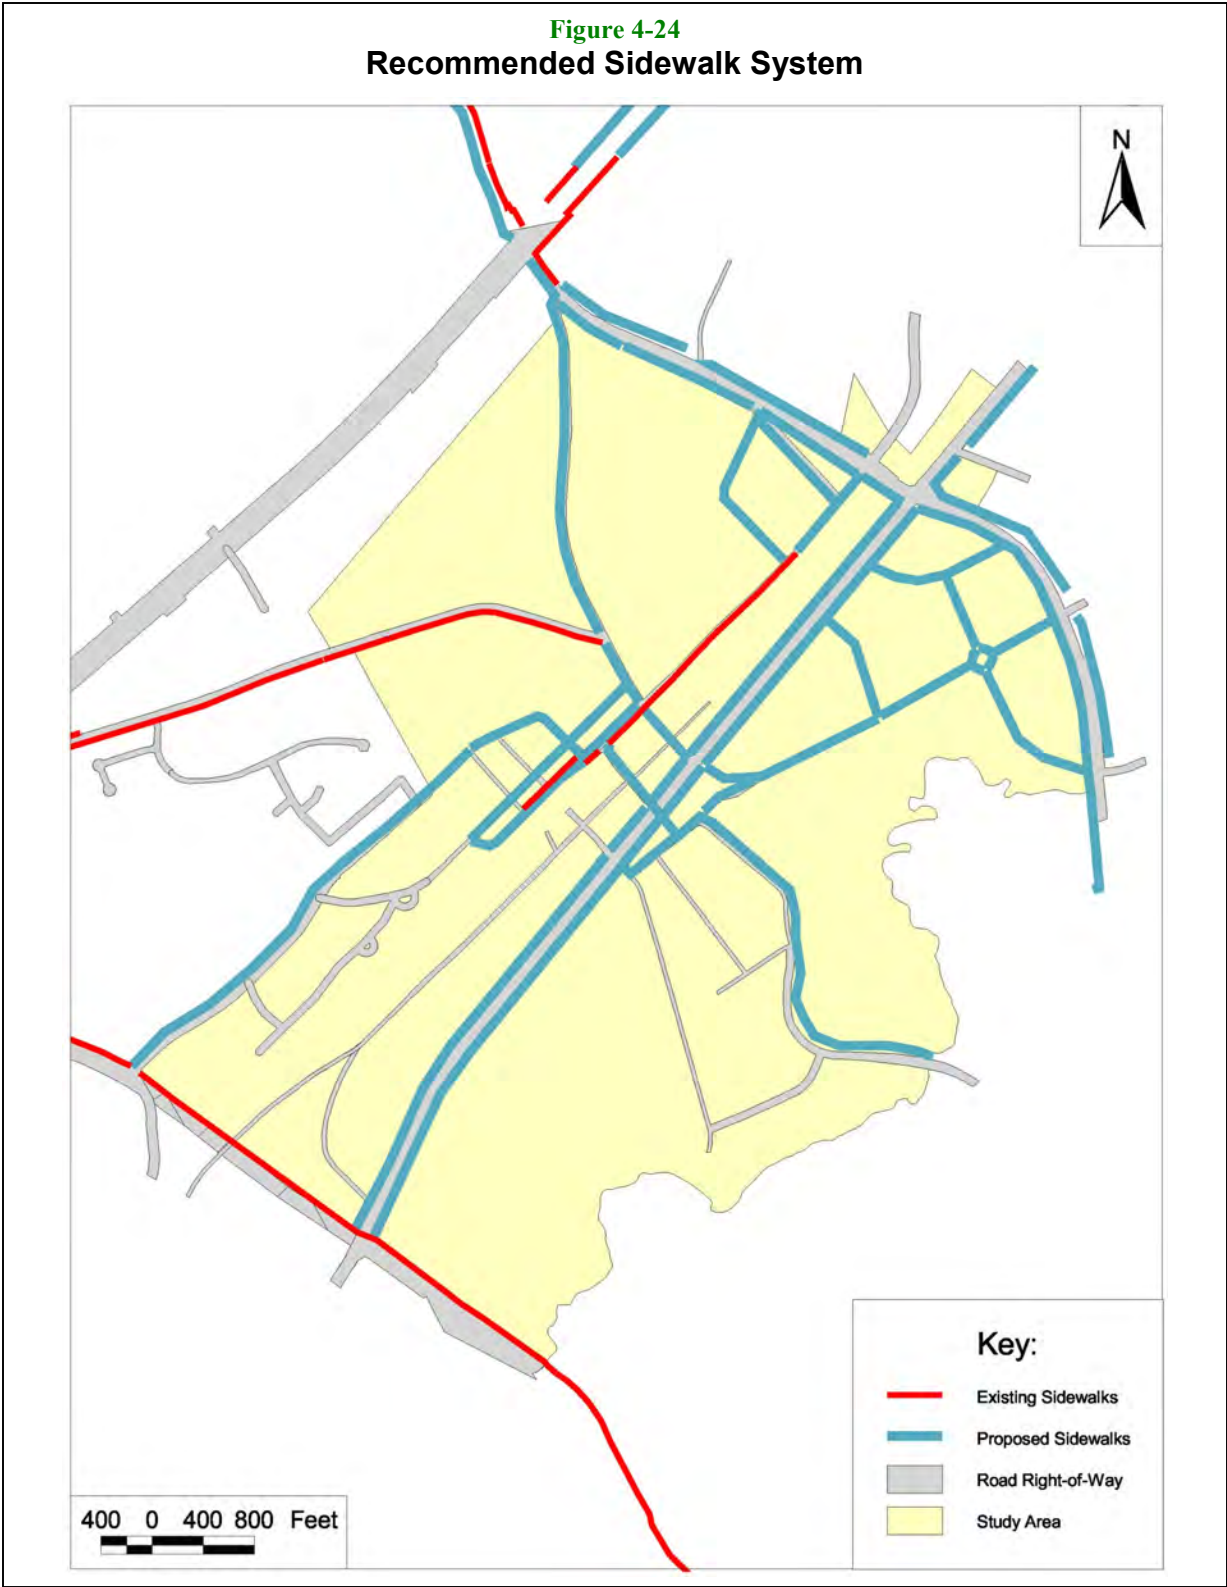 Figure 4-24
Recommended Sidewalk System
N
Key:
Existing Sidewalks
Proposed Sidewalks
Road Right-of-Way
Study Area
400 0 400 800 Feet